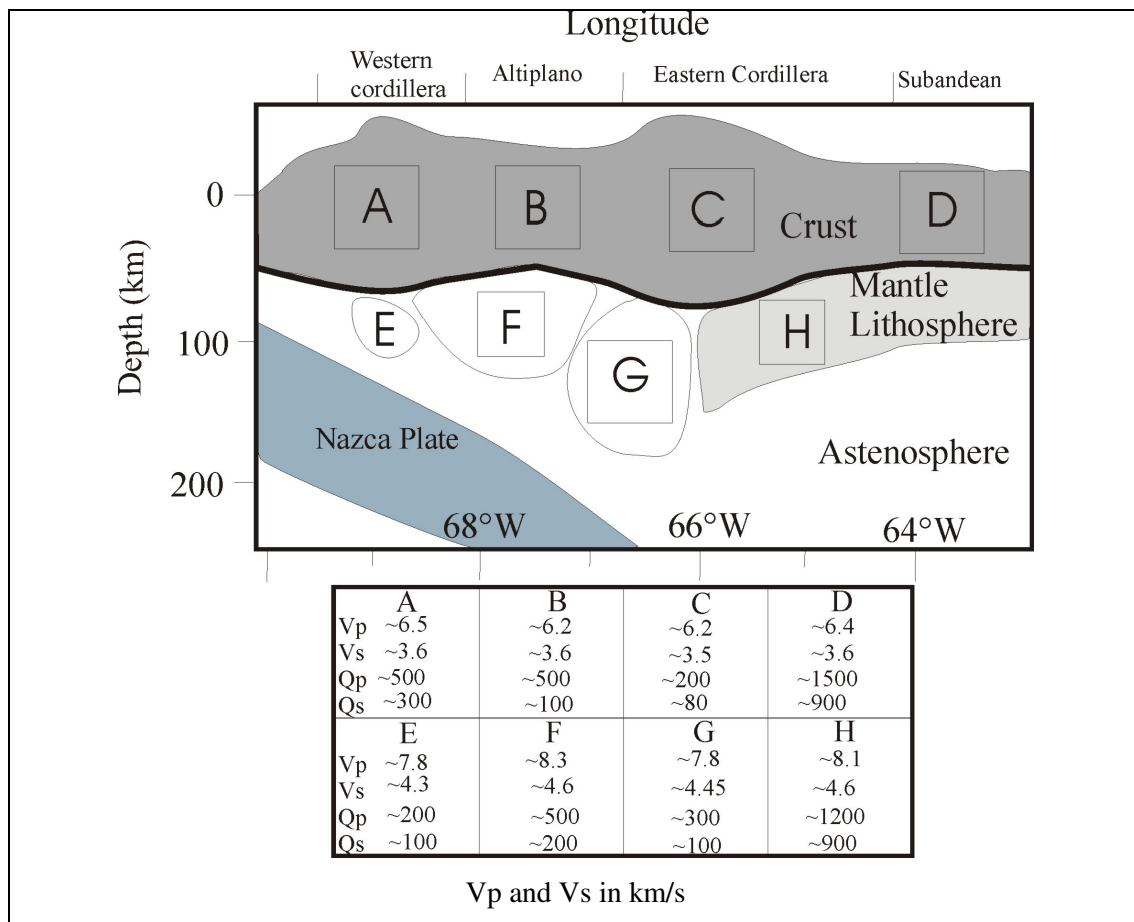 Longitude
Western cordillera
Altiplano
Eastern Cordillera
Subandean
Depth (km)
0
100
200
A
B
C
D
Crust
Mantle
Lithosphere
E
F
G
H
Nazca Plate
Astenosphere
68°W
66°W
64°W
A B C D
Vp ~6.5 ~6.2 ~6.2 ~6.4
Vs ~3.6 ~3.6 ~3.5 ~3.6
Qp ~500 ~500 ~200 ~1500
Qs ~300 ~100 ~80 ~900
E F G H
Vp ~7.8 ~8.3 ~7.8 ~8.1
Vs ~4.3 ~4.6 ~4.45 ~4.6
Qp ~200 ~500 ~300 ~1200
Qs ~100 ~200 ~100 ~900
Vp and Vs in km/s